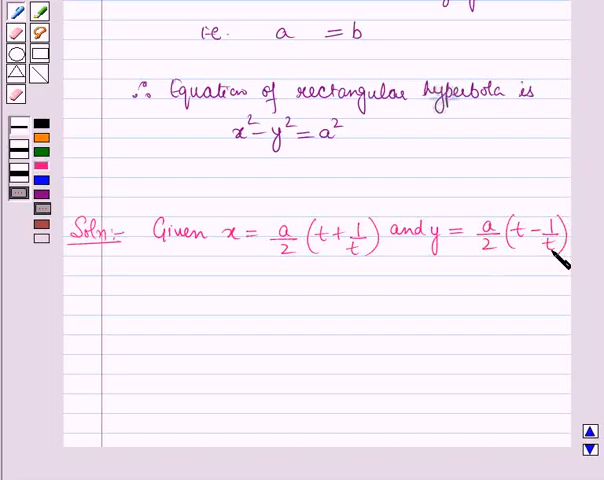 i.e. a = b
∴ Equation of rectangular hyperbola is
x² - y² = a²
Soln:- Given x = a/2 (t + 1/t) and y = a/2 (t - 1/t)